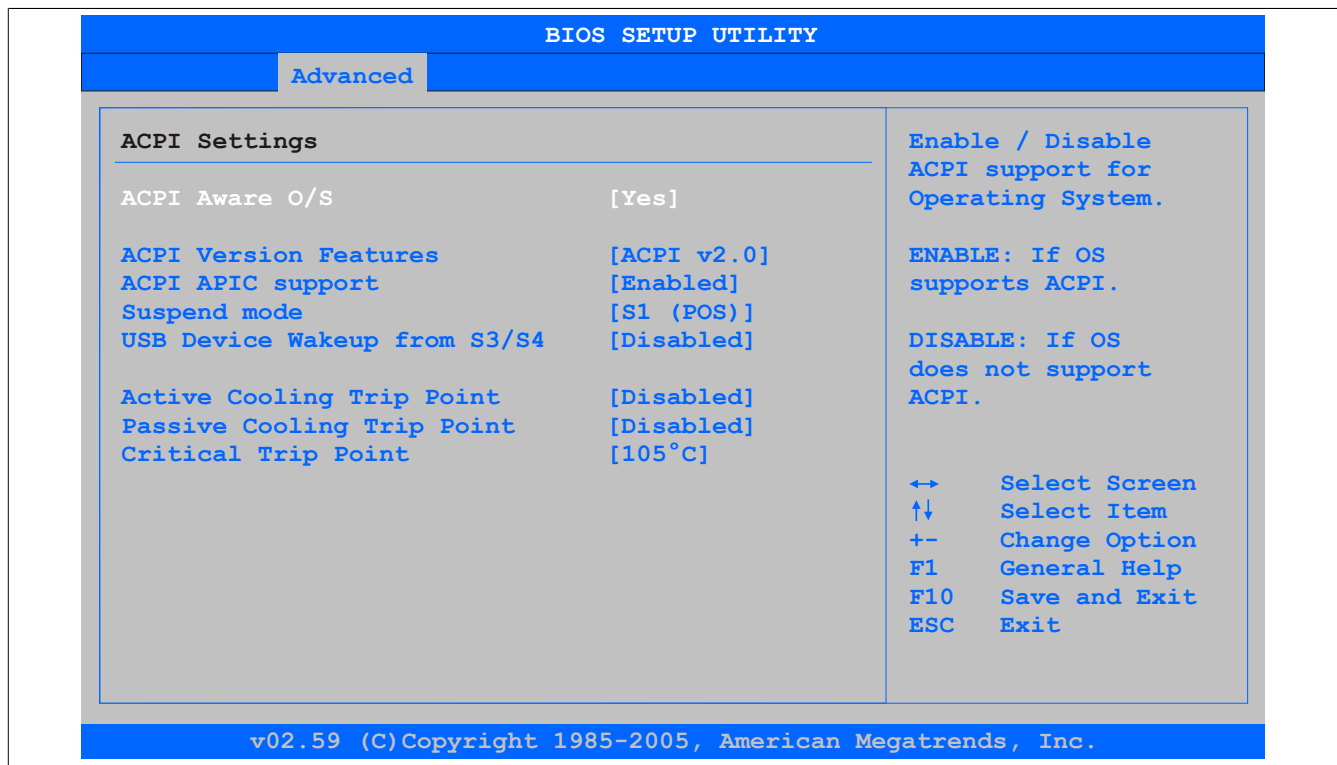 BIOS SETUP UTILITY
Advanced
ACPI Settings
ACPI Aware O/S [Yes]
ACPI Version Features [ACPI v2.0]
ACPI APIC support [Enabled]
Suspend mode [S1 (POS)]
USB Device Wakeup from S3/S4 [Disabled]
Active Cooling Trip Point [Disabled]
Passive Cooling Trip Point [Disabled]
Critical Trip Point [105°C]
Enable / Disable
ACPI support for
Operating System.
ENABLE: If OS
supports ACPI.
DISABLE: If OS
does not support
ACPI.
↔ Select Screen
↑↓ Select Item
+- Change Option
F1 General Help
F10 Save and Exit
ESC Exit
v02.59 (C)Copyright 1985-2005, American Megatrends, Inc.